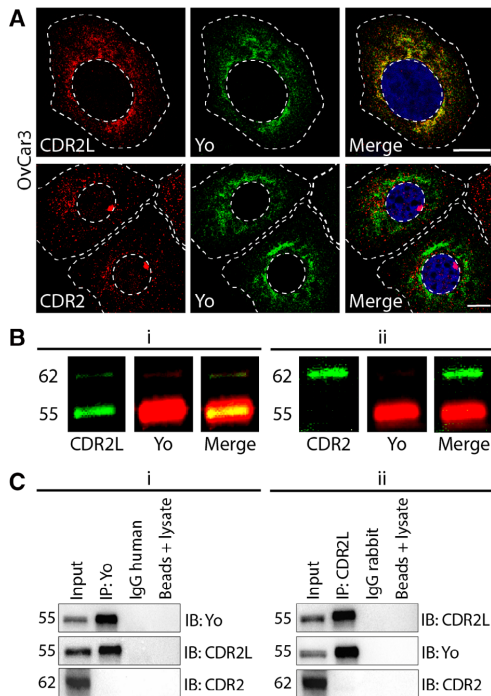 A
OvCar3
CDR2L Yo Merge
CDR2 Yo Merge
B
i ii
62 62
55 55
CDR2L Yo Merge CDR2 Yo Merge
C
i ii
Input IP: Yo IgG human Beads + lysate Input IP: CDR2L IgG rabbit Beads + lysate
55 IB: Yo 55 IB: CDR2L
55 IB: CDR2L 55 IB: Yo
62 IB: CDR2 62 IB: CDR2